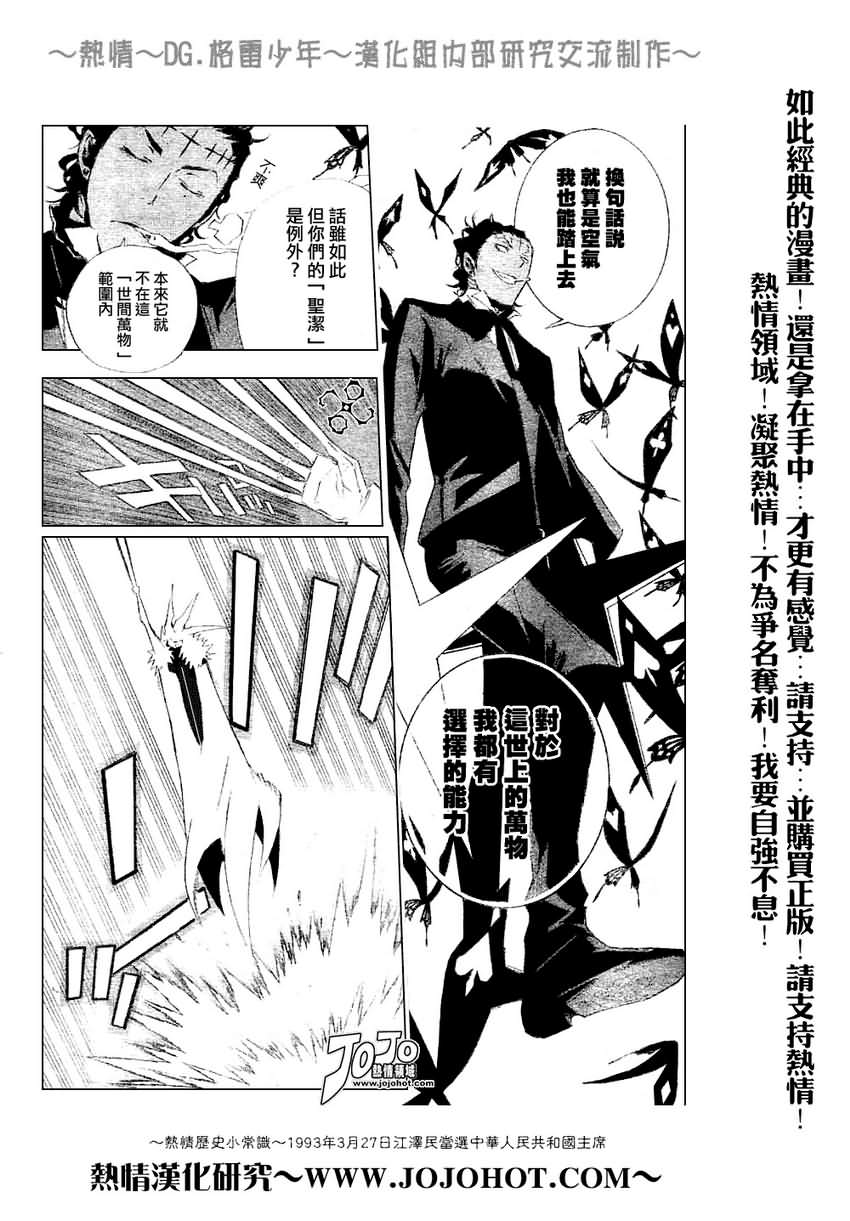 ～熱情～DG.格雷少年～漢化組內部研究交流制作～
如此經典的漫畫！還是拿在手中…才更有感覺…請支持…並購買正版！請支持熱情！
熱情領域！凝聚熱情！不為爭名奪利！我要自強不息！
換句話說
就算是空氣
我也能踏上去
對於
這世上的萬物
我都有
選擇的能力
不爽
話雖如此
但你們的「聖潔」
是例外？
本來它就
不在這
「世間萬物」
範圍內
JOJO
熱情領域
www.jojohot.com
～熱情歷史小常識～1993年3月27日江澤民當選中華人民共和國主席
熱情漢化研究～WWW.JOJOHOT.COM～